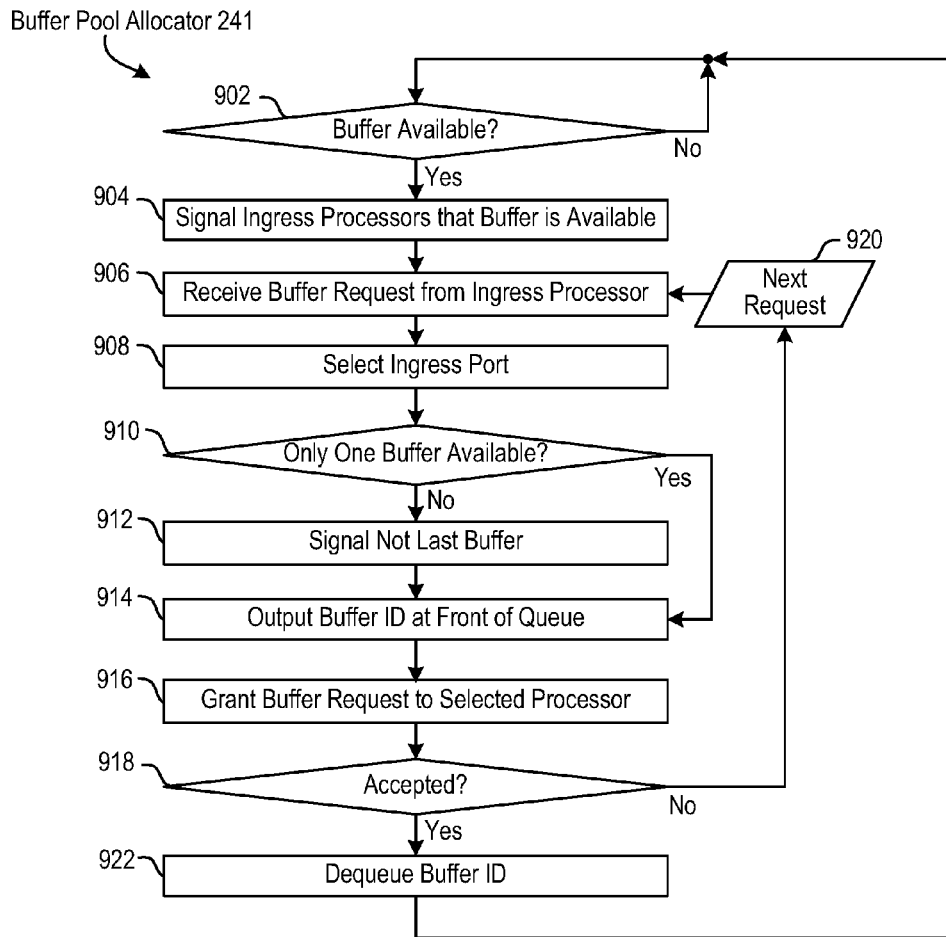 Buffer Pool Allocator 241
902
Buffer Available?
No
Yes
904
Signal Ingress Processors that Buffer is Available
920
906
Receive Buffer Request from Ingress Processor
Next
Request
908
Select Ingress Port
910
Only One Buffer Available?
Yes
No
912
Signal Not Last Buffer
914
Output Buffer ID at Front of Queue
916
Grant Buffer Request to Selected Processor
918
Accepted?
No
Yes
922
Dequeue Buffer ID